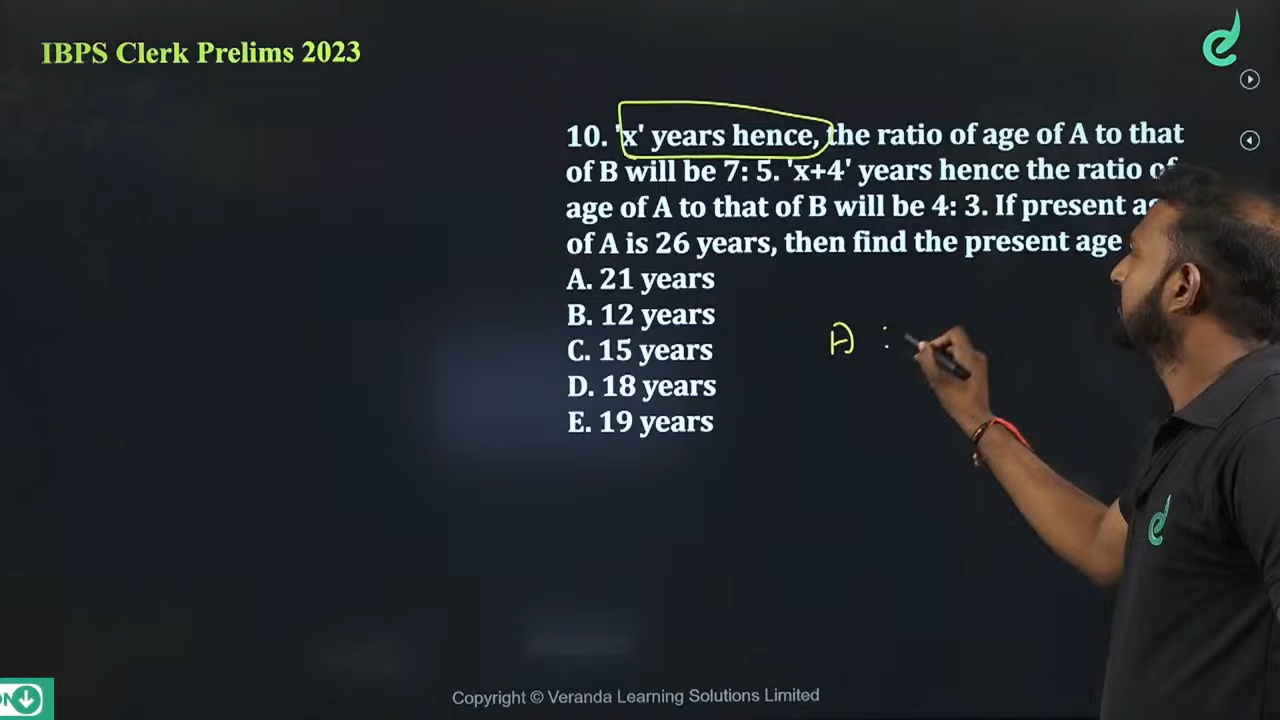 IBPS Clerk Prelims 2023
10. 'x' years hence, the ratio of age of A to that
of B will be 7: 5. 'x+4' years hence the ratio of
age of A to that of B will be 4: 3. If present
of A is 26 years, then find the present age
A. 21 years
B. 12 years
C. 15 years
D. 18 years
E. 19 years
A :
Copyright © Veranda Learning Solutions Limited